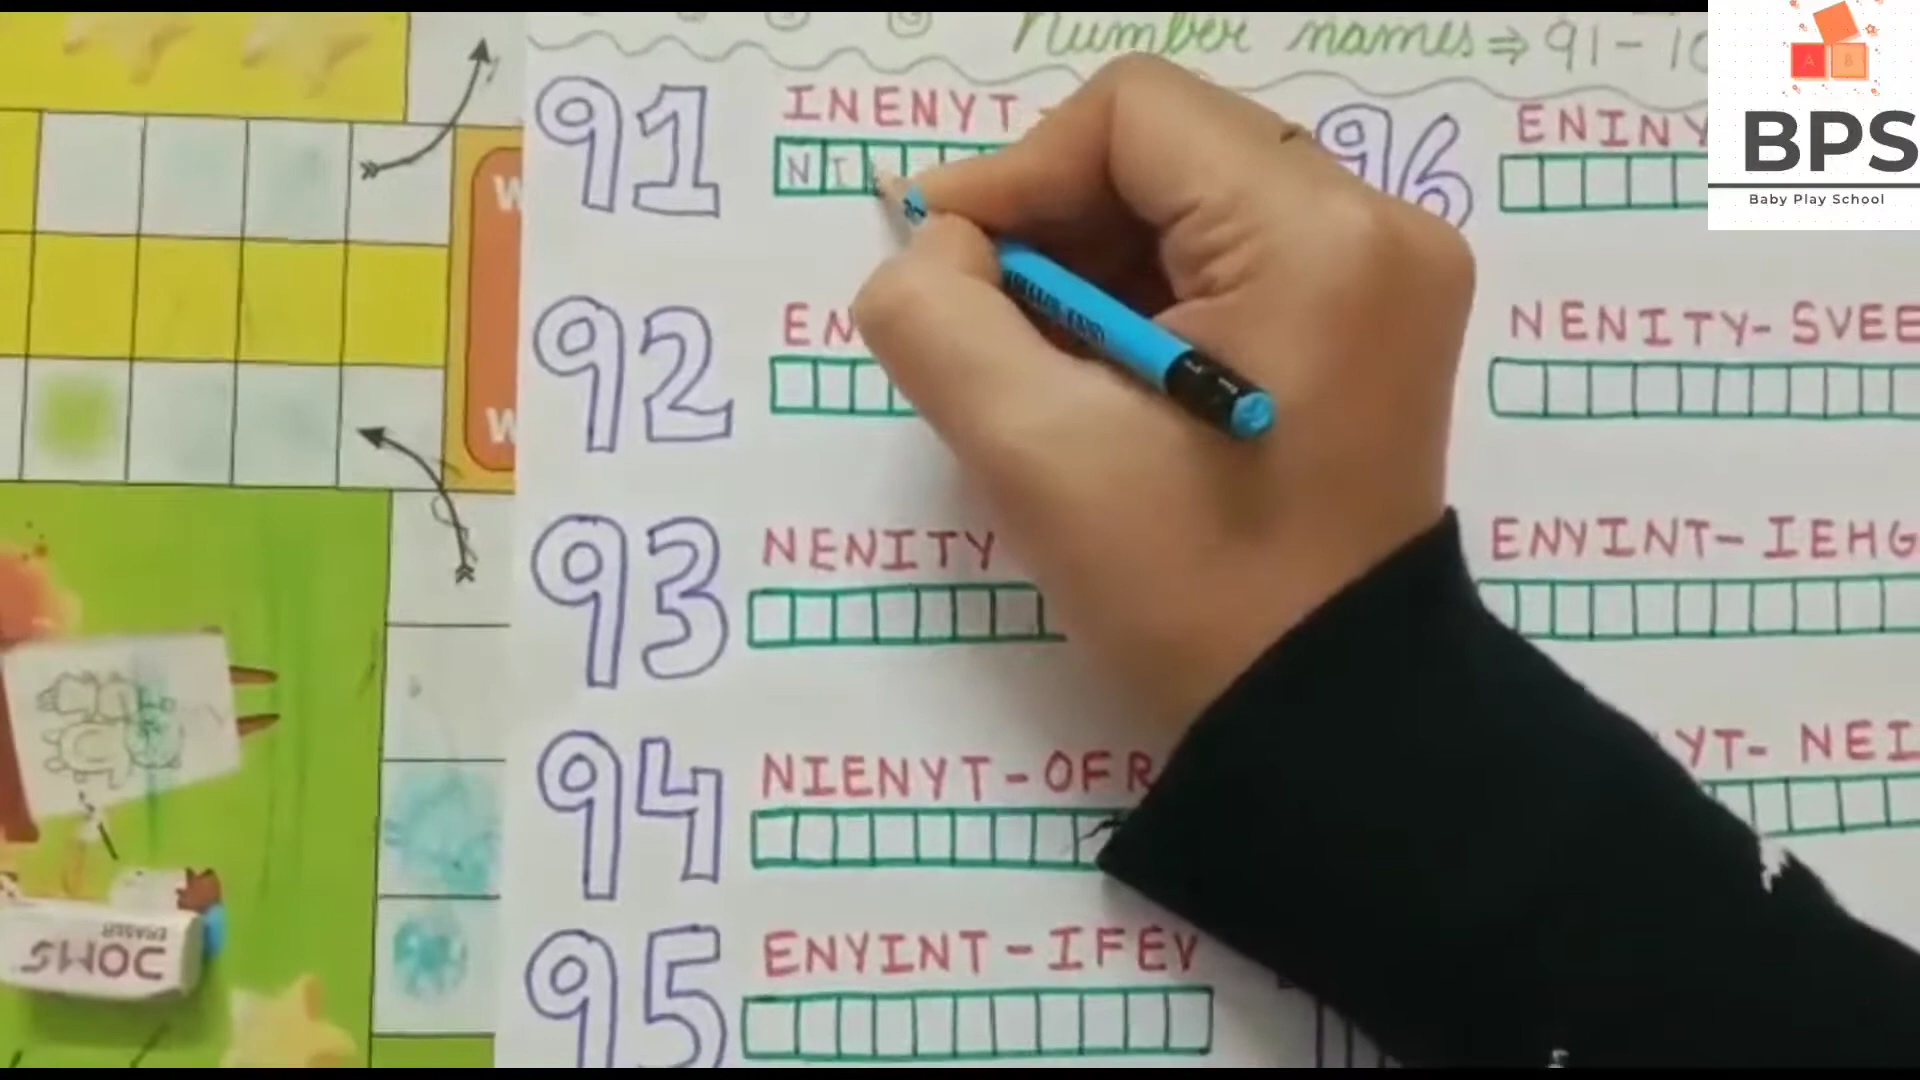 Number names ⇒ 91-10
91 INENYT -
N I
96 ENINY
92 EN
NENITY- SVEE
93 NENITY
ENYINT- IEHG
94 NIENYT-OFR
YT- NEI
95 ENYINT-IFEV
DOMS
ERASER
BPS
Baby Play School